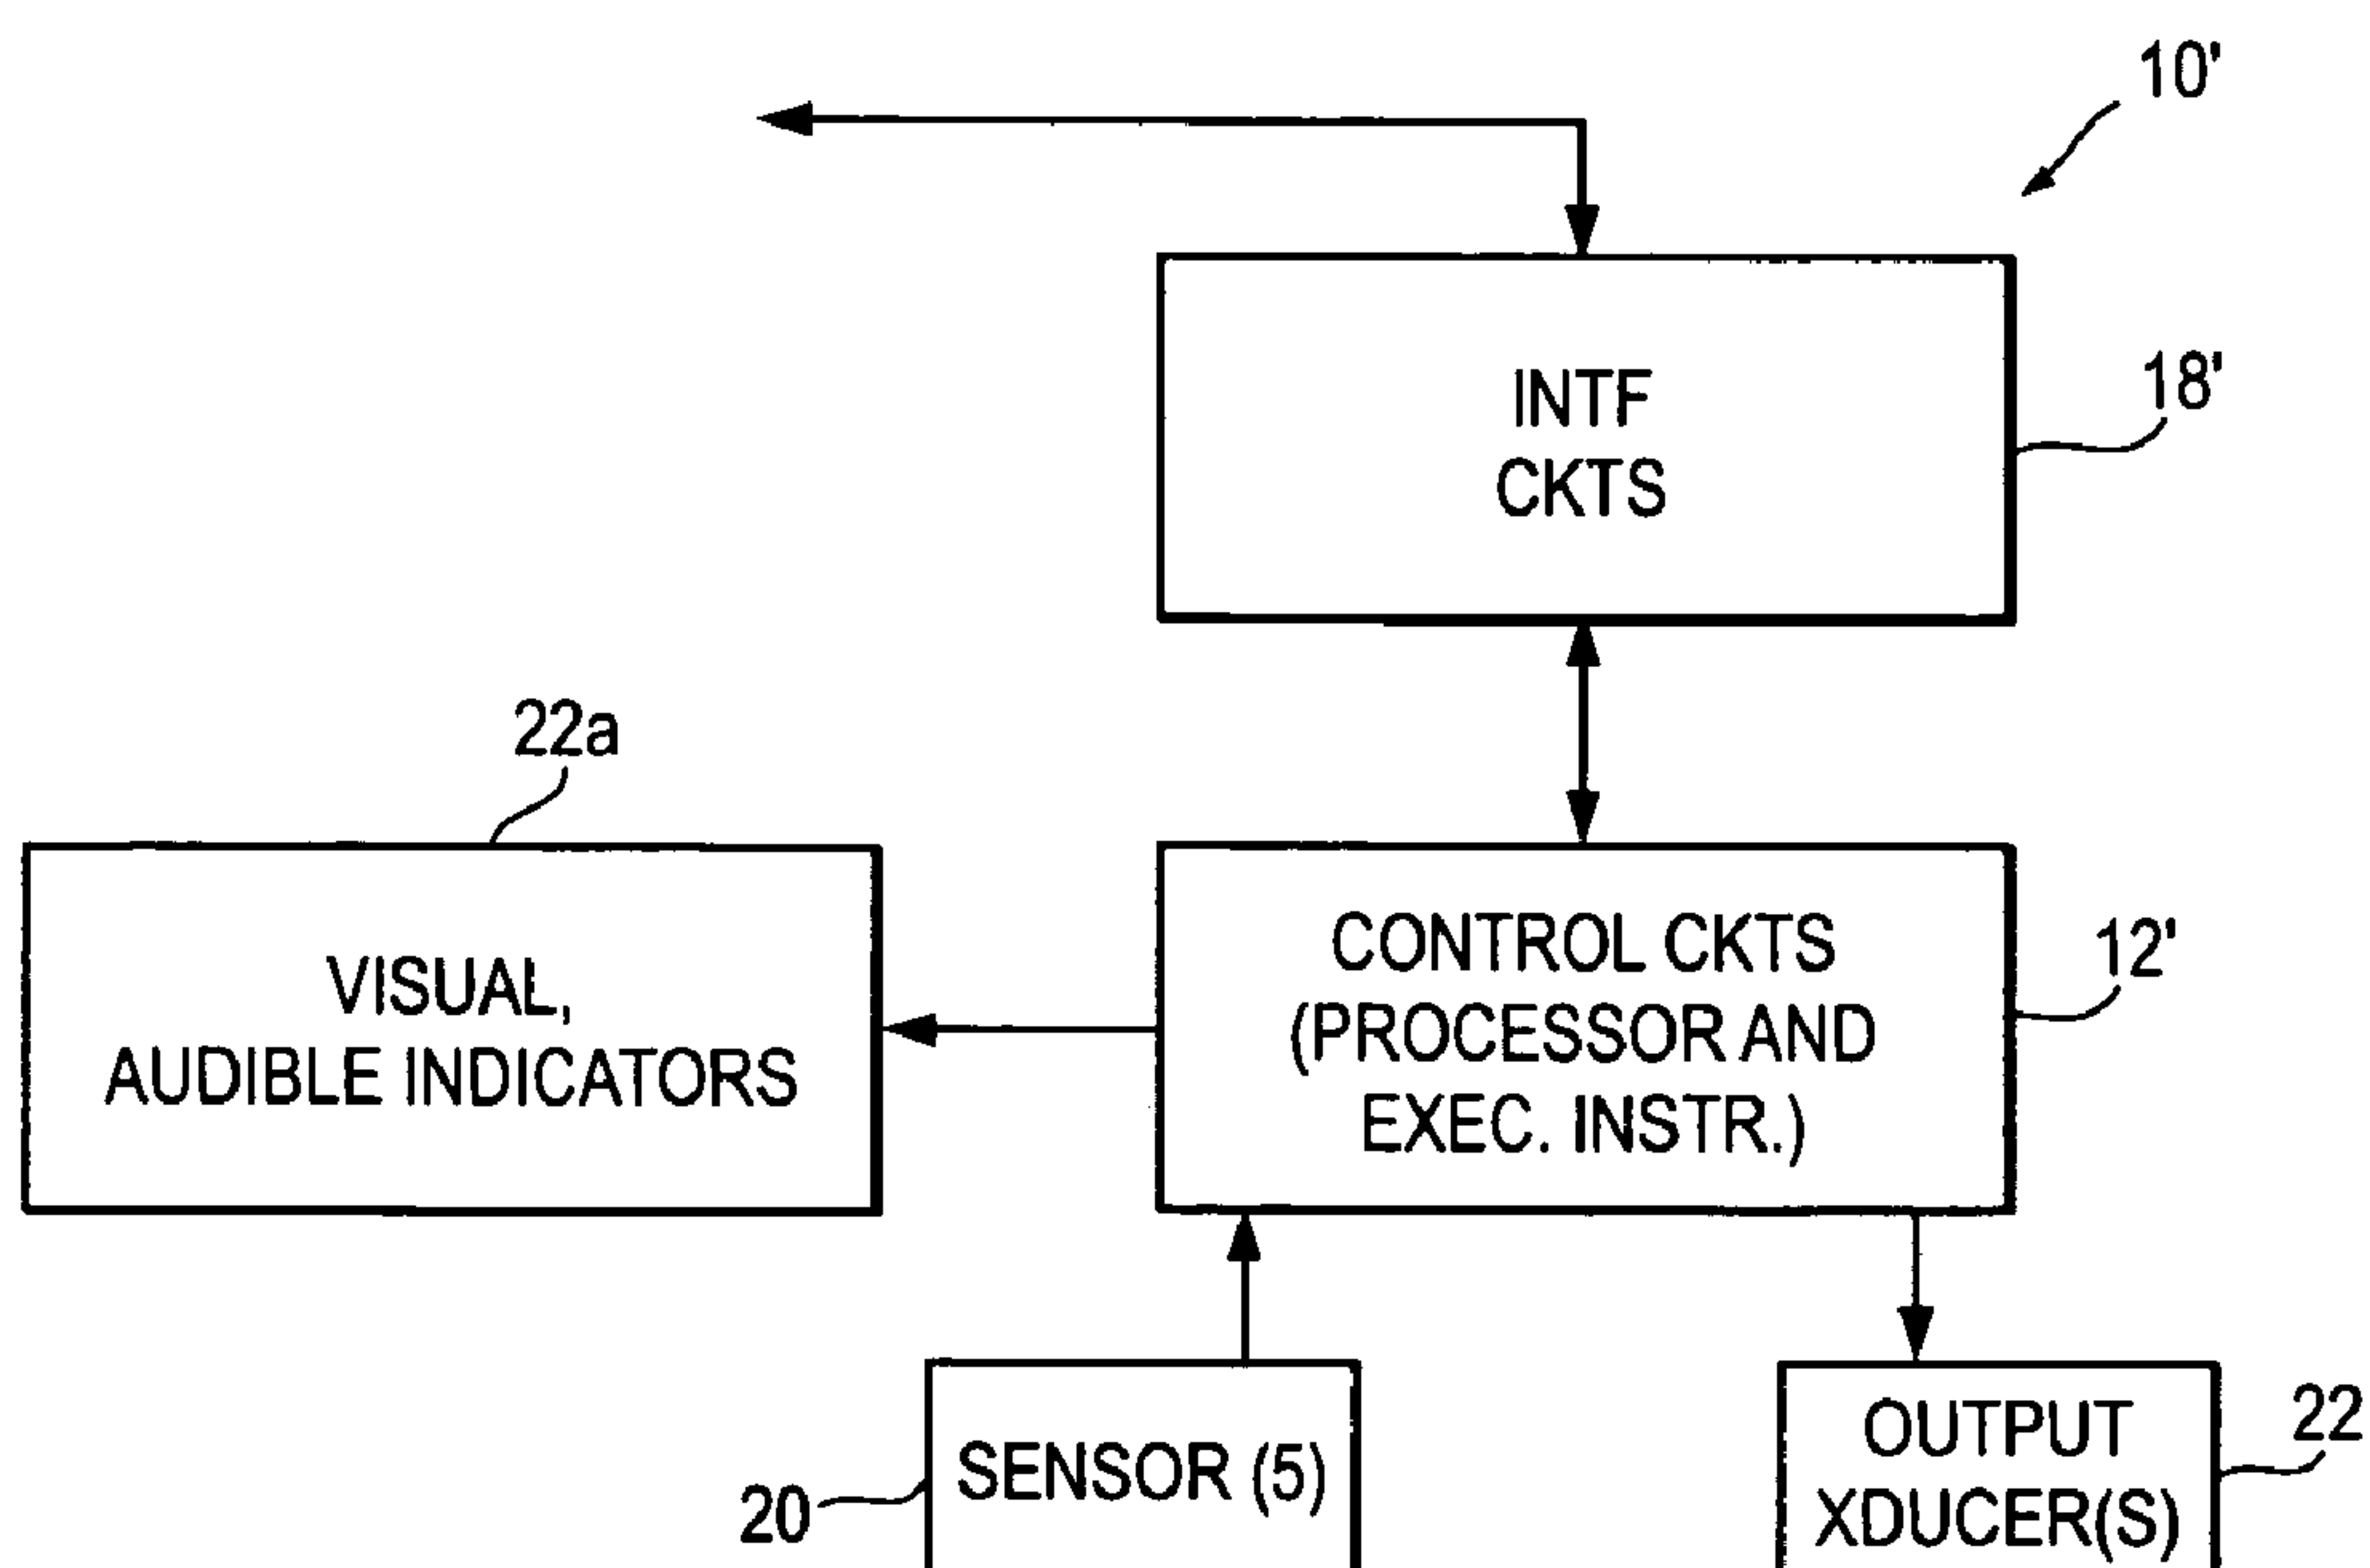 10'
INTF
CKTS
18'
22a
VISUAL,
AUDIBLE INDICATORS
CONTROL CKTS
(PROCESSOR AND
EXEC. INSTR.)
12'
SENSOR (5)
20
OUTPUT
XDUCER(S)
22